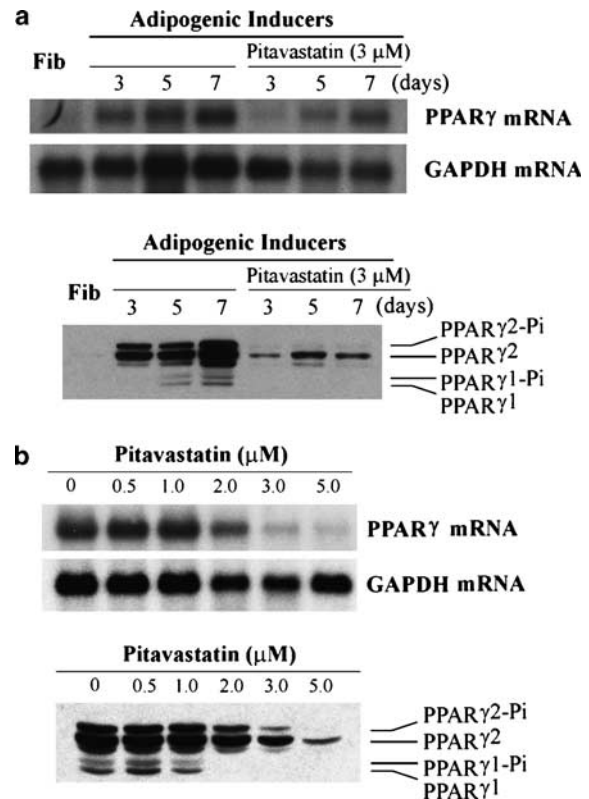 a
Adipogenic Inducers
Fib
Pitavastatin (3 μM)
3 5 7 3 5 7 (days)
PPARγ mRNA
GAPDH mRNA
Adipogenic Inducers
Pitavastatin (3 μM)
Fib
3 5 7 3 5 7 (days)
PPARγ2-Pi
PPARγ2
PPARγ1-Pi
PPARγ1
b
Pitavastatin (μM)
0 0.5 1.0 2.0 3.0 5.0
PPARγ mRNA
GAPDH mRNA
Pitavastatin (μM)
0 0.5 1.0 2.0 3.0 5.0
PPARγ2-Pi
PPARγ2
PPARγ1-Pi
PPARγ1